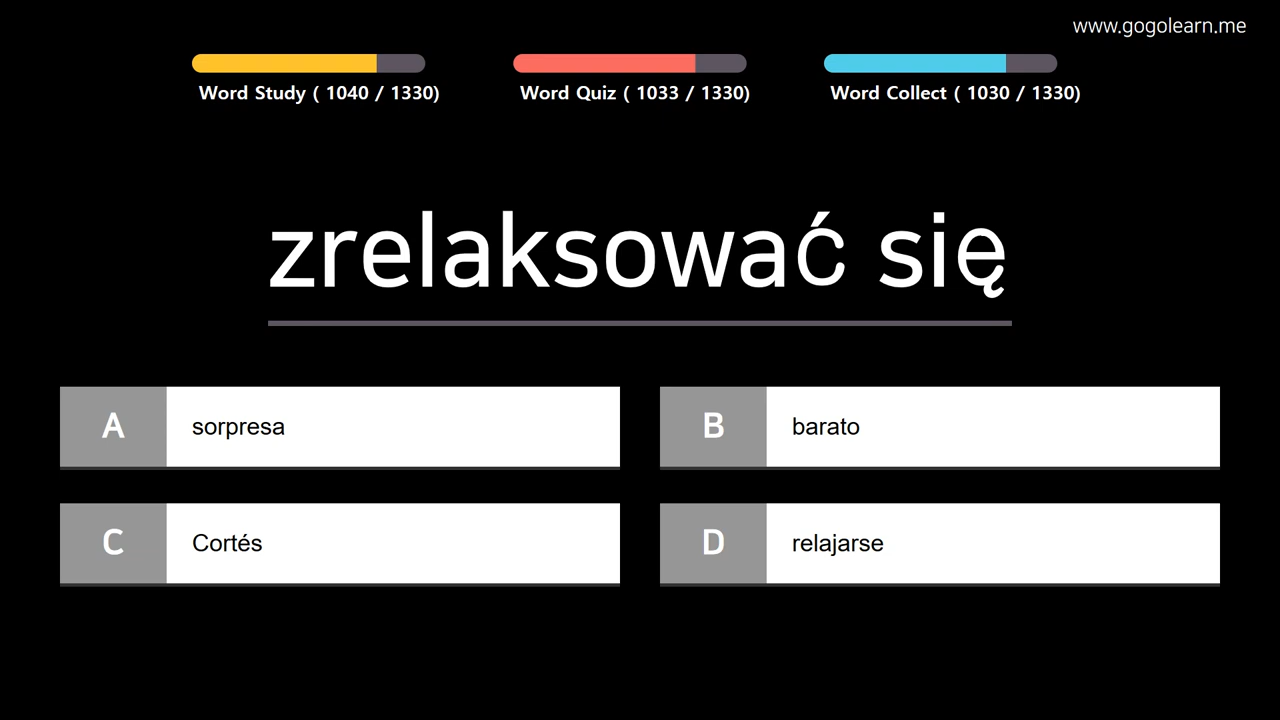 www.gogolearn.me
Word Study ( 1040 / 1330)
Word Quiz ( 1033 / 1330)
Word Collect ( 1030 / 1330)
zrelaksować się
A
sorpresa
B
barato
C
Cortés
D
relajarse